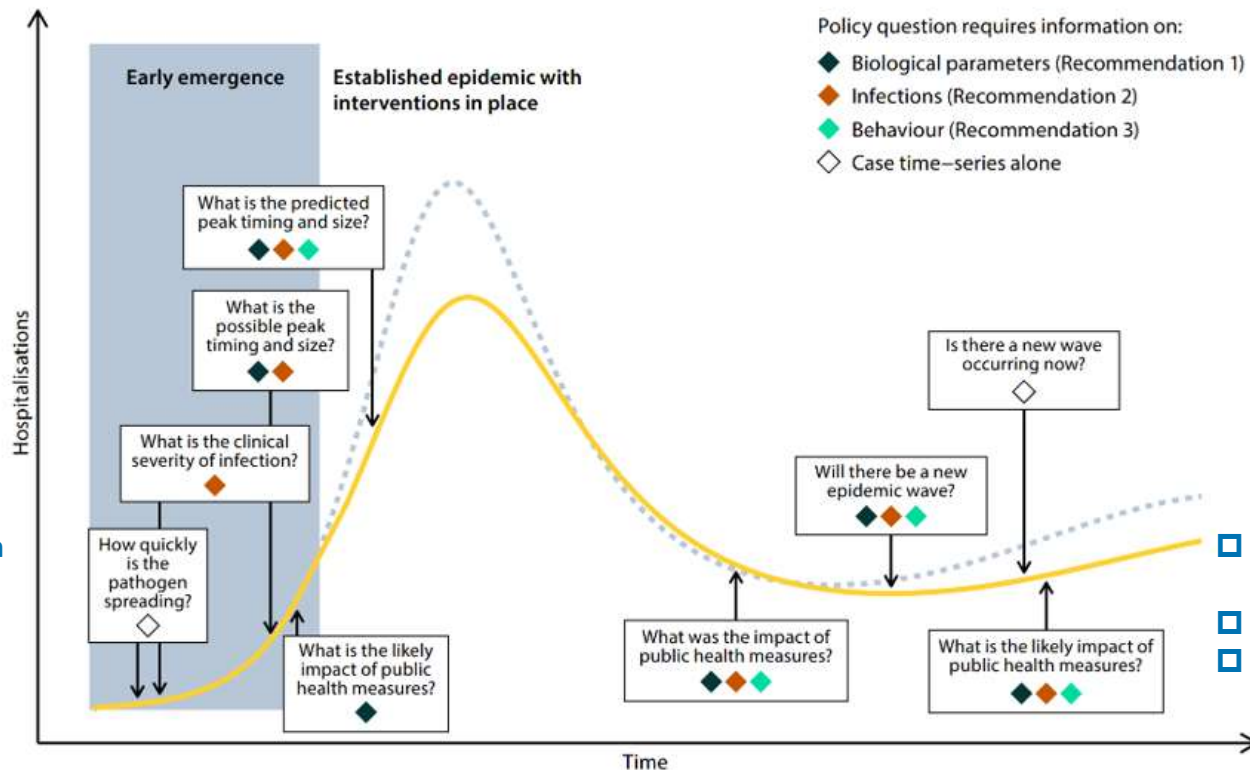 Policy question requires information on:
Biological parameters (Recommendation 1)
Infections (Recommendation 2)
Behaviour (Recommendation 3)
Case time–series alone
Early emergence
Established epidemic with
interventions in place
What is the predicted
peak timing and size?
What is the
possible peak
timing and size?
What is the clinical
severity of infection?
How quickly
is the
pathogen
spreading?
What is the likely
impact of public
health measures?
Is there a new wave
occurring now?
Will there be a new
epidemic wave?
What was the impact of
public health measures?
What is the likely impact of
public health measures?
Hospitalisations
Time